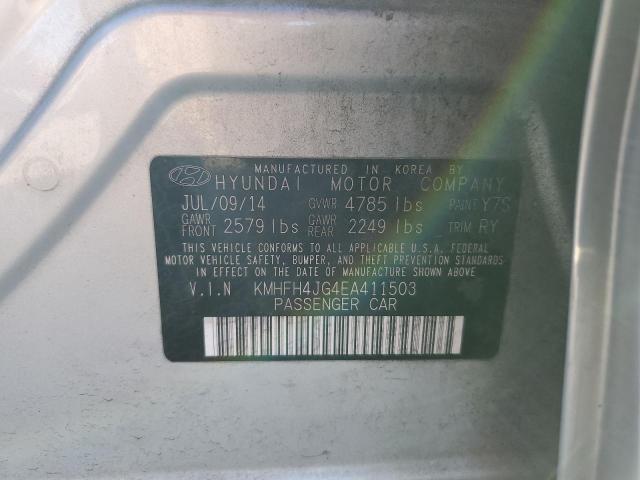 MANUFACTURED IN KOREA BY
HYUNDAI MOTOR COMPANY
JUL/09/14 GVWR 4785 lbs PAINT Y7S
GAWR FRONT 2579 lbs GAWR REAR 2249 lbs TRIM RY
THIS VEHICLE CONFORMS TO ALL APPLICABLE U.S.A. FEDERAL
MOTOR VEHICLE SAFETY, BUMPER, AND THEFT PREVENTION STANDARDS
IN EFFECT ON THE DATE OF MANUFACTURE SHOWN ABOVE.
V.I.N KMHFH4JG4EA411503
PASSENGER CAR